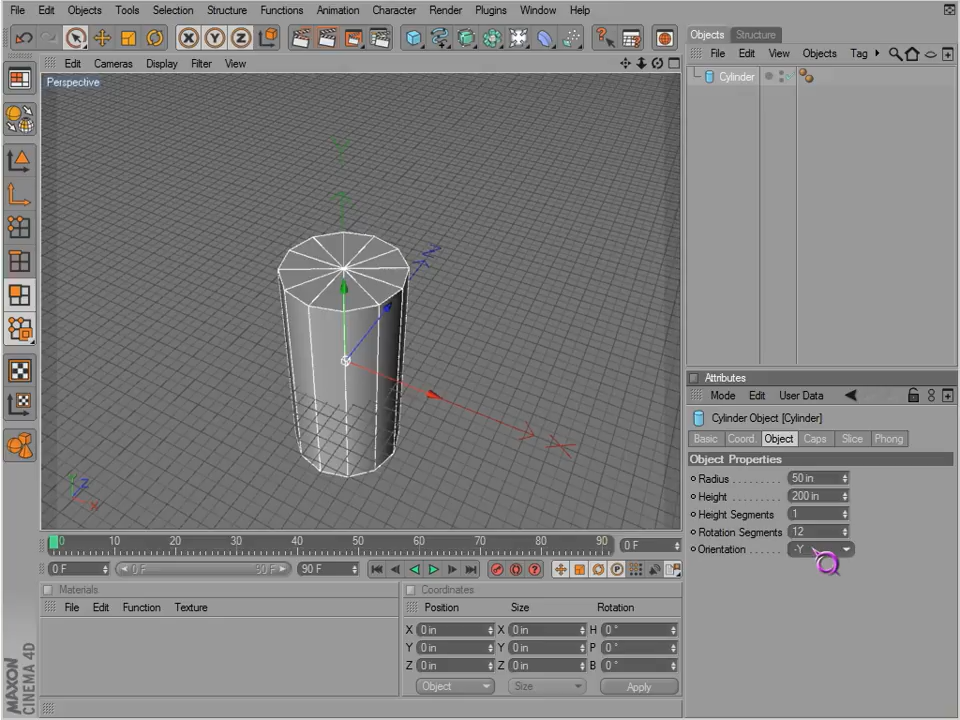 File Edit Objects Tools Selection Structure Functions Animation Character Render Plugins Window Help
X Y Z
Objects Structure
Edit Cameras Display Filter View
File Edit View Objects Tag
Perspective
Cylinder
Y
Z
X
Y Z
X
Attributes
Mode Edit User Data
Cylinder Object [Cylinder]
Basic Coord. Object Caps Slice Phong
Object Properties
Radius . . . . . . . . . 50 in
Height . . . . . . . . . 200 in
Height Segments 1
Rotation Segments 12
Orientation . . . . . -Y
0 10 20 30 40 50 60 70 80 90 0 F
0 F 0 F 90 F 90 F
Materials
File Edit Function Texture
Coordinates
Position Size Rotation
X 0 in X 0 in H 0 °
Y 0 in Y 0 in P 0 °
Z 0 in Z 0 in B 0 °
Object Size Apply
MAXON
CINEMA 4D